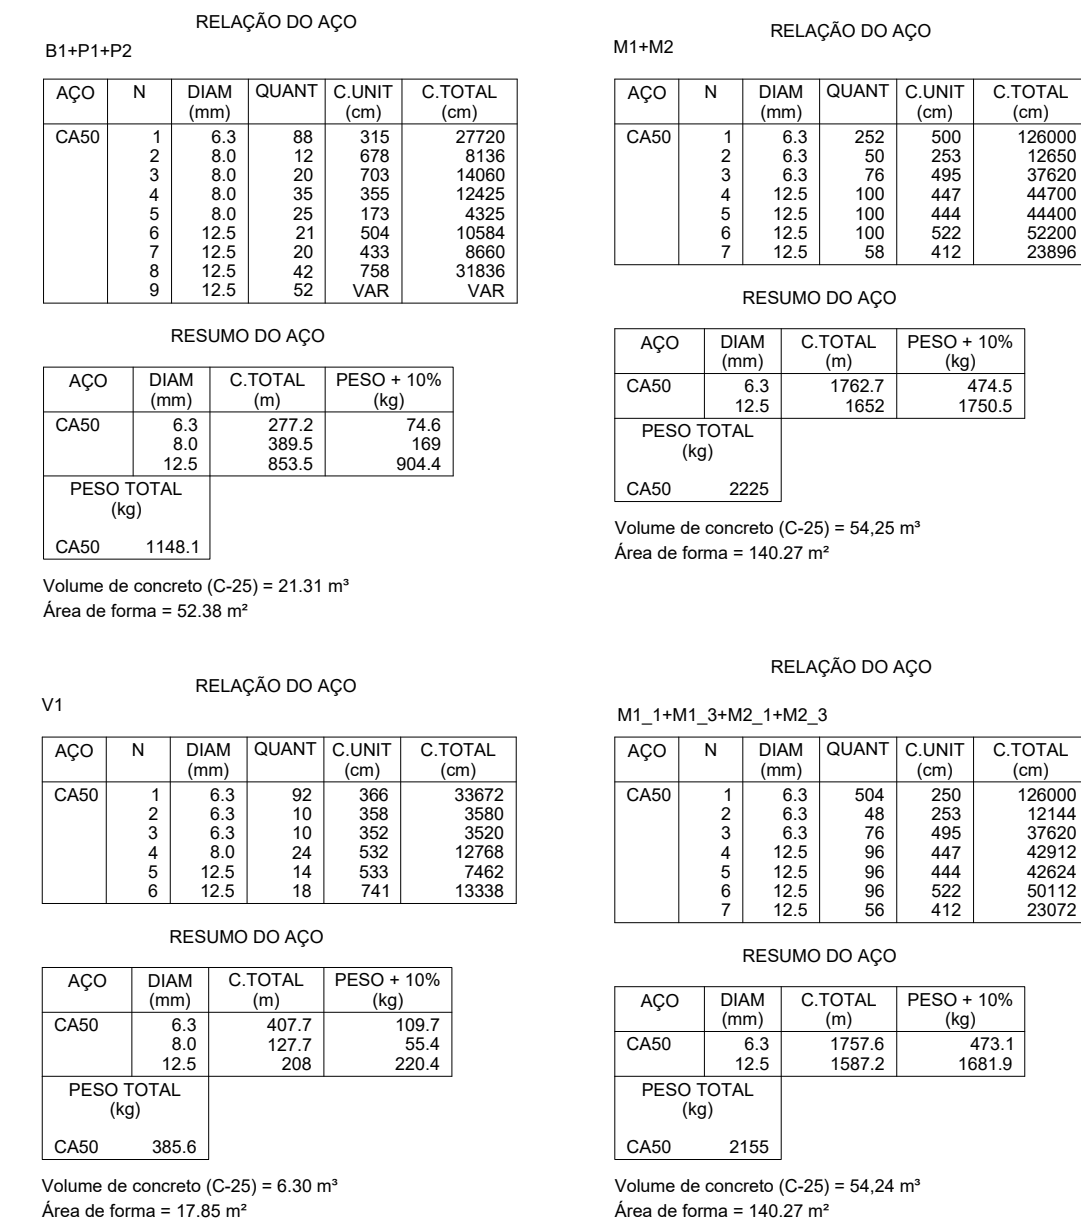 RELAÇÃO DO AÇO
B1+P1+P2
AÇO N DIAM (mm) QUANT C.UNIT (cm) C.TOTAL (cm)
CA50 1 6.3 88 315 27720
2 8.0 12 678 8136
3 8.0 20 703 14060
4 8.0 35 355 12425
5 8.0 25 173 4325
6 12.5 21 504 10584
7 12.5 20 433 8660
8 12.5 42 758 31836
9 12.5 52 VAR VAR
RESUMO DO AÇO
AÇO DIAM (mm) C.TOTAL (m) PESO + 10% (kg)
CA50 6.3 277.2 74.6
8.0 389.5 169
12.5 853.5 904.4
PESO TOTAL
(kg)
CA50 1148.1
Volume de concreto (C-25) = 21.31 m³
Área de forma = 52.38 m²
RELAÇÃO DO AÇO
M1+M2
AÇO N DIAM (mm) QUANT C.UNIT (cm) C.TOTAL (cm)
CA50 1 6.3 252 500 126000
2 6.3 50 253 12650
3 6.3 76 495 37620
4 12.5 100 447 44700
5 12.5 100 444 44400
6 12.5 100 522 52200
7 12.5 58 412 23896
RESUMO DO AÇO
AÇO DIAM (mm) C.TOTAL (m) PESO + 10% (kg)
CA50 6.3 1762.7 474.5
12.5 1652 1750.5
PESO TOTAL
(kg)
CA50 2225
Volume de concreto (C-25) = 54,25 m³
Área de forma = 140.27 m²
RELAÇÃO DO AÇO
V1
AÇO N DIAM (mm) QUANT C.UNIT (cm) C.TOTAL (cm)
CA50 1 6.3 92 366 33672
2 6.3 10 358 3580
3 6.3 10 352 3520
4 8.0 24 532 12768
5 12.5 14 533 7462
6 12.5 18 741 13338
RESUMO DO AÇO
AÇO DIAM (mm) C.TOTAL (m) PESO + 10% (kg)
CA50 6.3 407.7 109.7
8.0 127.7 55.4
12.5 208 220.4
PESO TOTAL
(kg)
CA50 385.6
Volume de concreto (C-25) = 6.30 m³
Área de forma = 17.85 m²
RELAÇÃO DO AÇO
M1_1+M1_3+M2_1+M2_3
AÇO N DIAM (mm) QUANT C.UNIT (cm) C.TOTAL (cm)
CA50 1 6.3 504 250 126000
2 6.3 48 253 12144
3 6.3 76 495 37620
4 12.5 96 447 42912
5 12.5 96 444 42624
6 12.5 96 522 50112
7 12.5 56 412 23072
RESUMO DO AÇO
AÇO DIAM (mm) C.TOTAL (m) PESO + 10% (kg)
CA50 6.3 1757.6 473.1
12.5 1587.2 1681.9
PESO TOTAL
(kg)
CA50 2155
Volume de concreto (C-25) = 54,24 m³
Área de forma = 140.27 m²